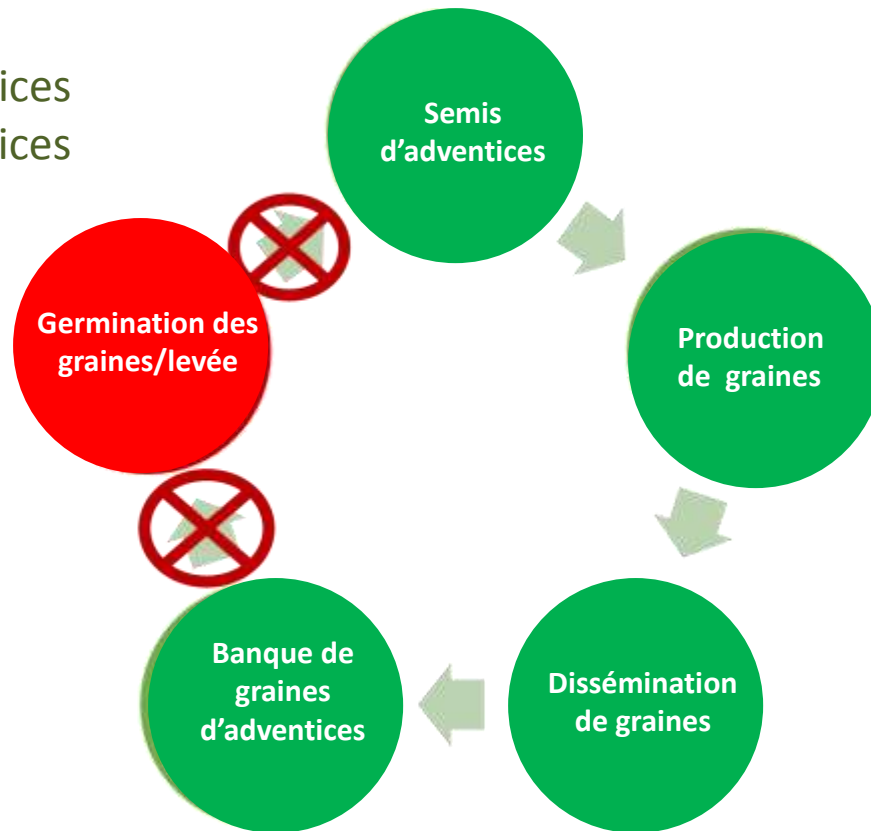 ices
ices
Semis
d’adventices
Germination des
graines/levée
Production
de graines
Banque de
graines
d’adventices
Dissémination
de graines